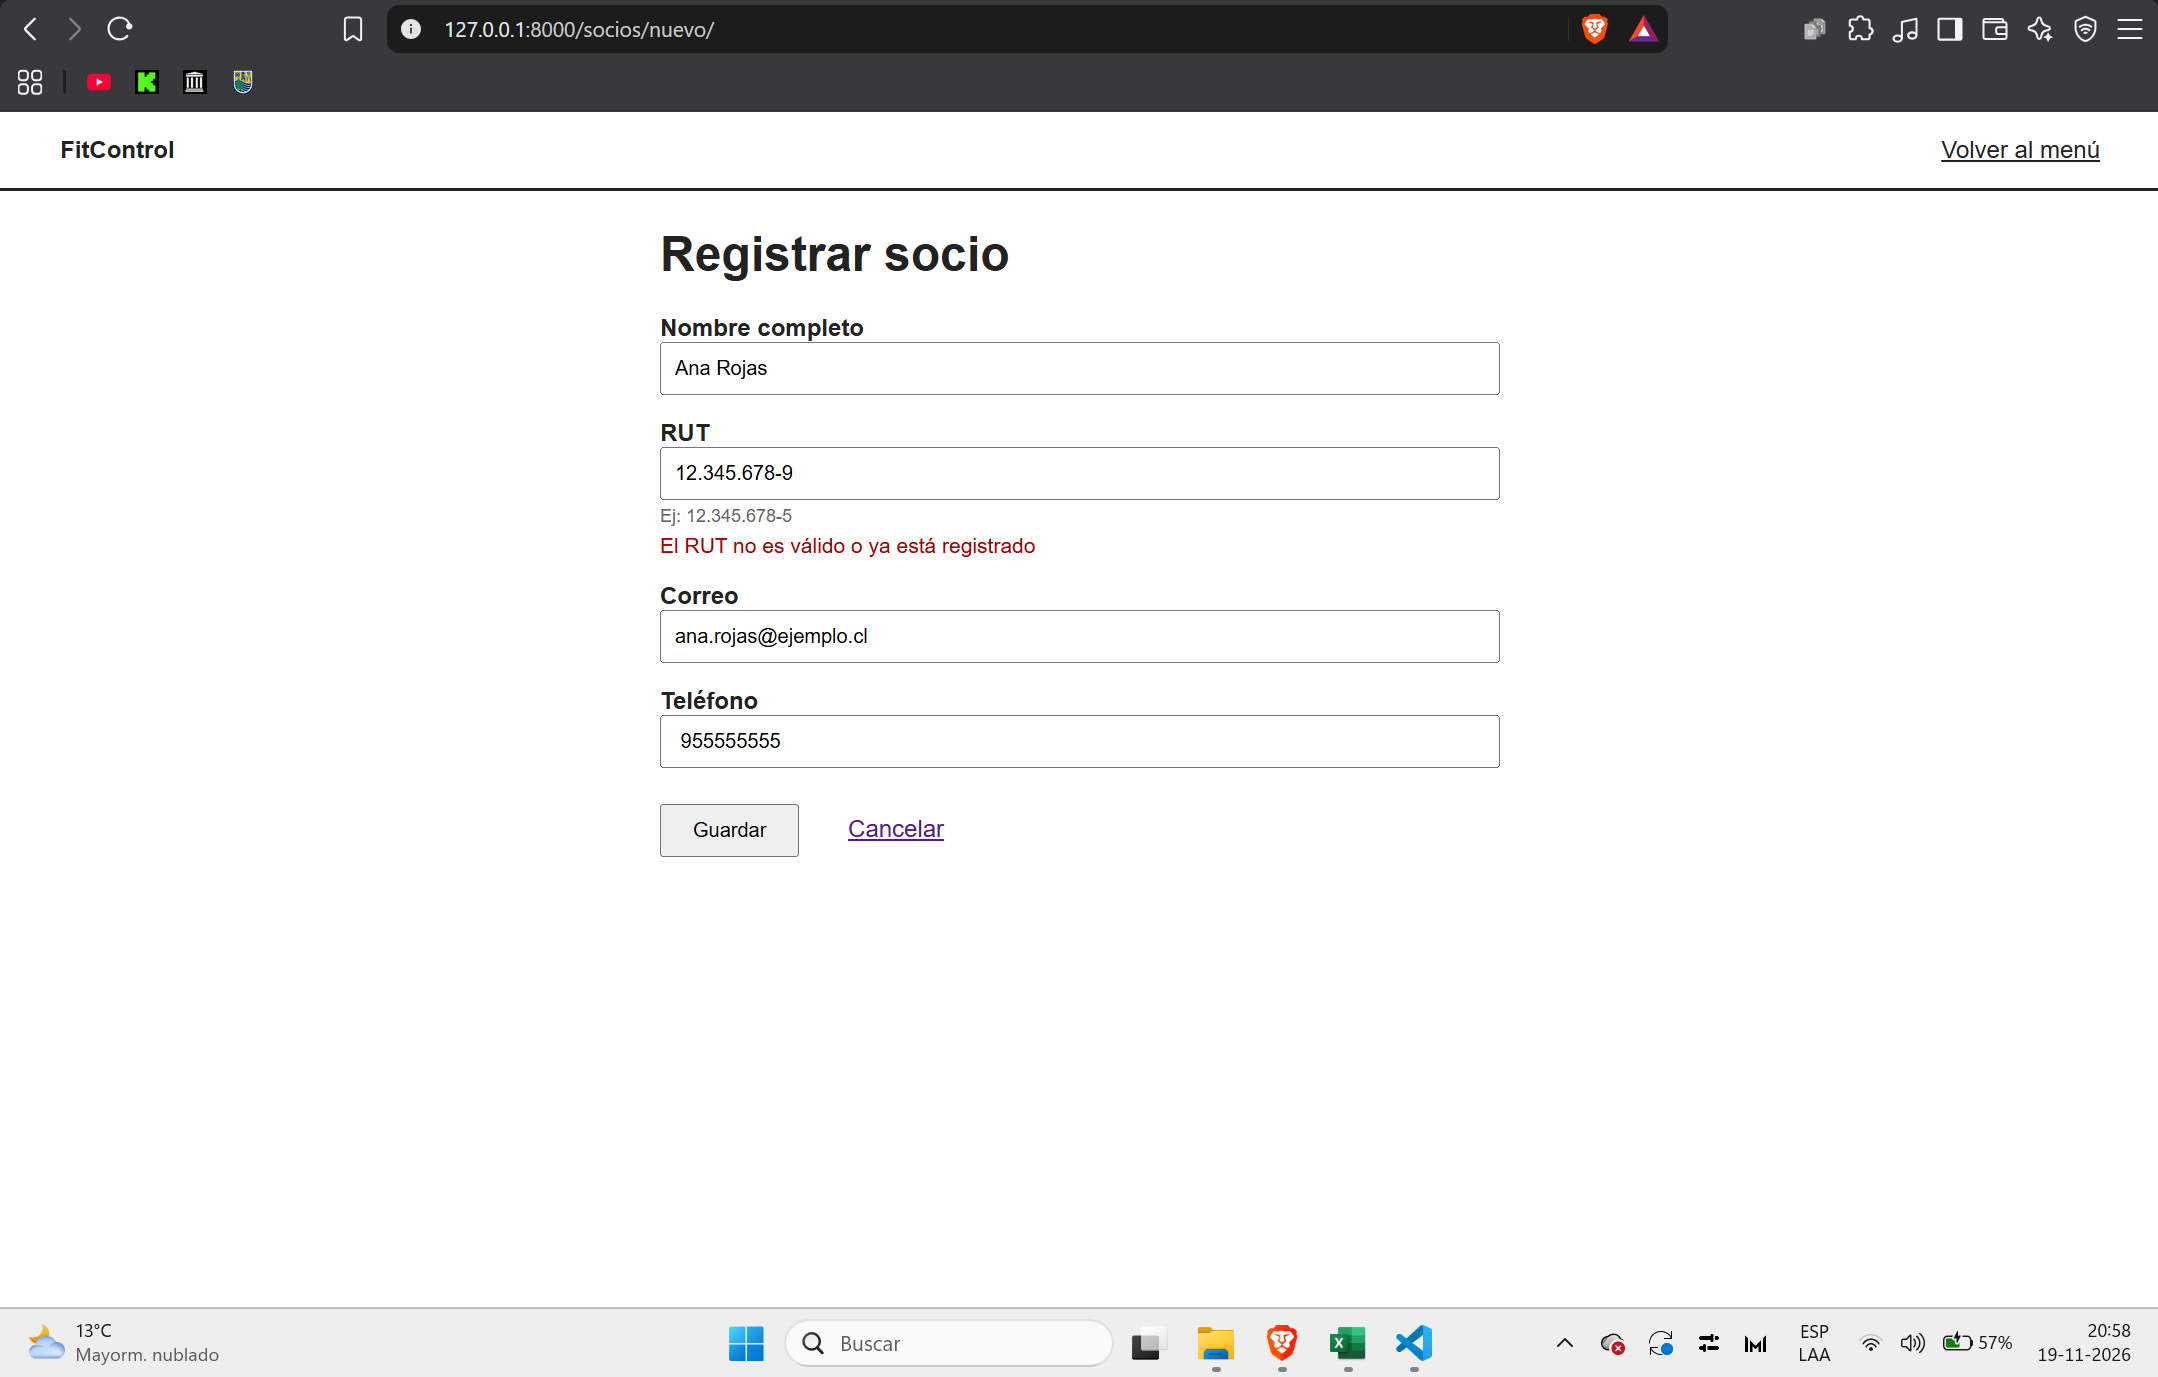 127.0.0.1:8000/socios/nuevo/
FitControl
Volver al menú
Registrar socio
Nombre completo
Ana Rojas
RUT
12.345.678-9
Ej: 12.345.678-5
El RUT no es válido o ya está registrado
Correo
ana.rojas@ejemplo.cl
Teléfono
955555555
Guardar
Cancelar
13°C
Mayorm. nublado
Buscar
ESP
LAA
57%
20:58
19-11-2026